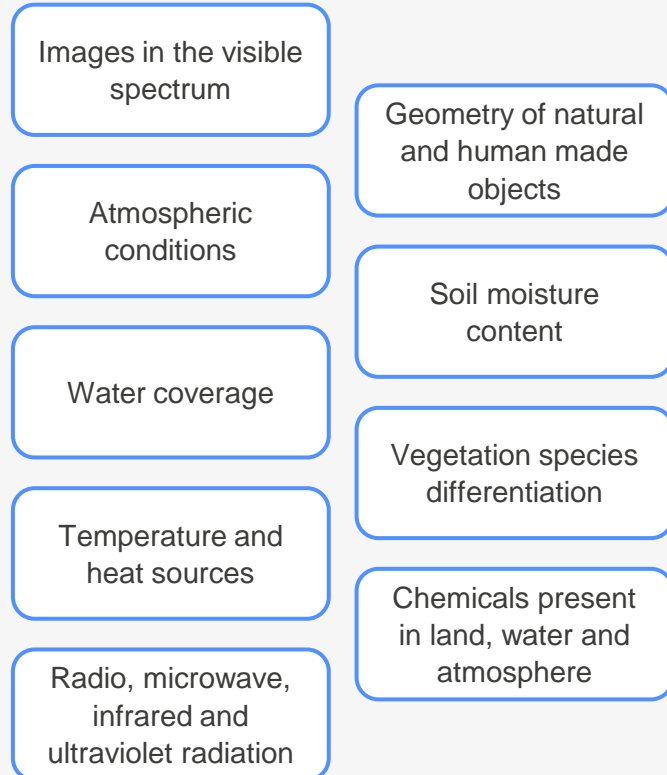 Images in the visible
spectrum
Atmospheric
conditions
Water coverage
Temperature and
heat sources
Radio, microwave,
infrared and
ultraviolet radiation
Geometry of natural
and human made
objects
Soil moisture
content
Vegetation species
differentiation
Chemicals present
in land, water and
atmosphere